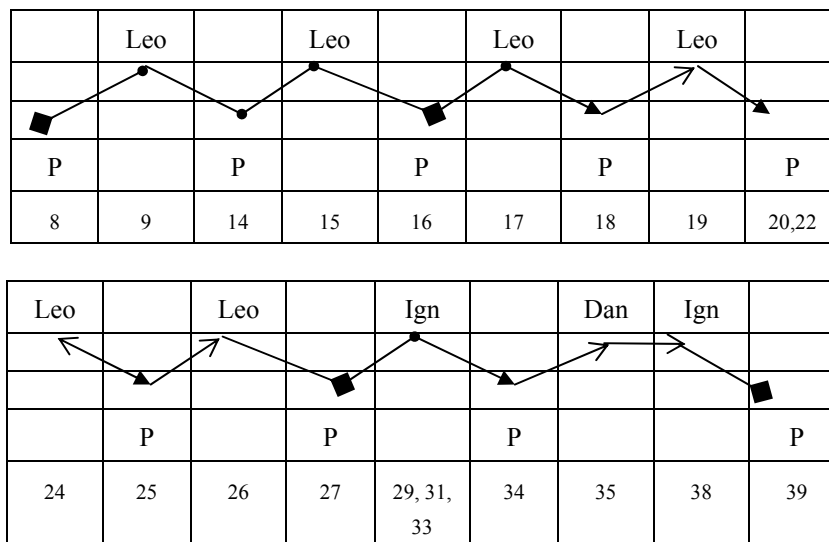 Leo Leo Leo Leo
P P P P P
8 9 14 15 16 17 18 19 20,22
Leo Leo Ign Dan Ign
P P P P
24 25 26 27 29, 31, 34 35 38 39
33